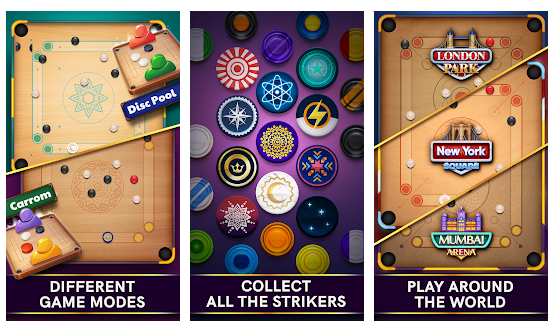 Disc Pool
Carrom
DIFFERENT
GAME MODES
COLLECT
ALL THE STRIKERS
LONDON
PARK
New York
SQUARE
MUMBAI
ARENA
PLAY AROUND
THE WORLD